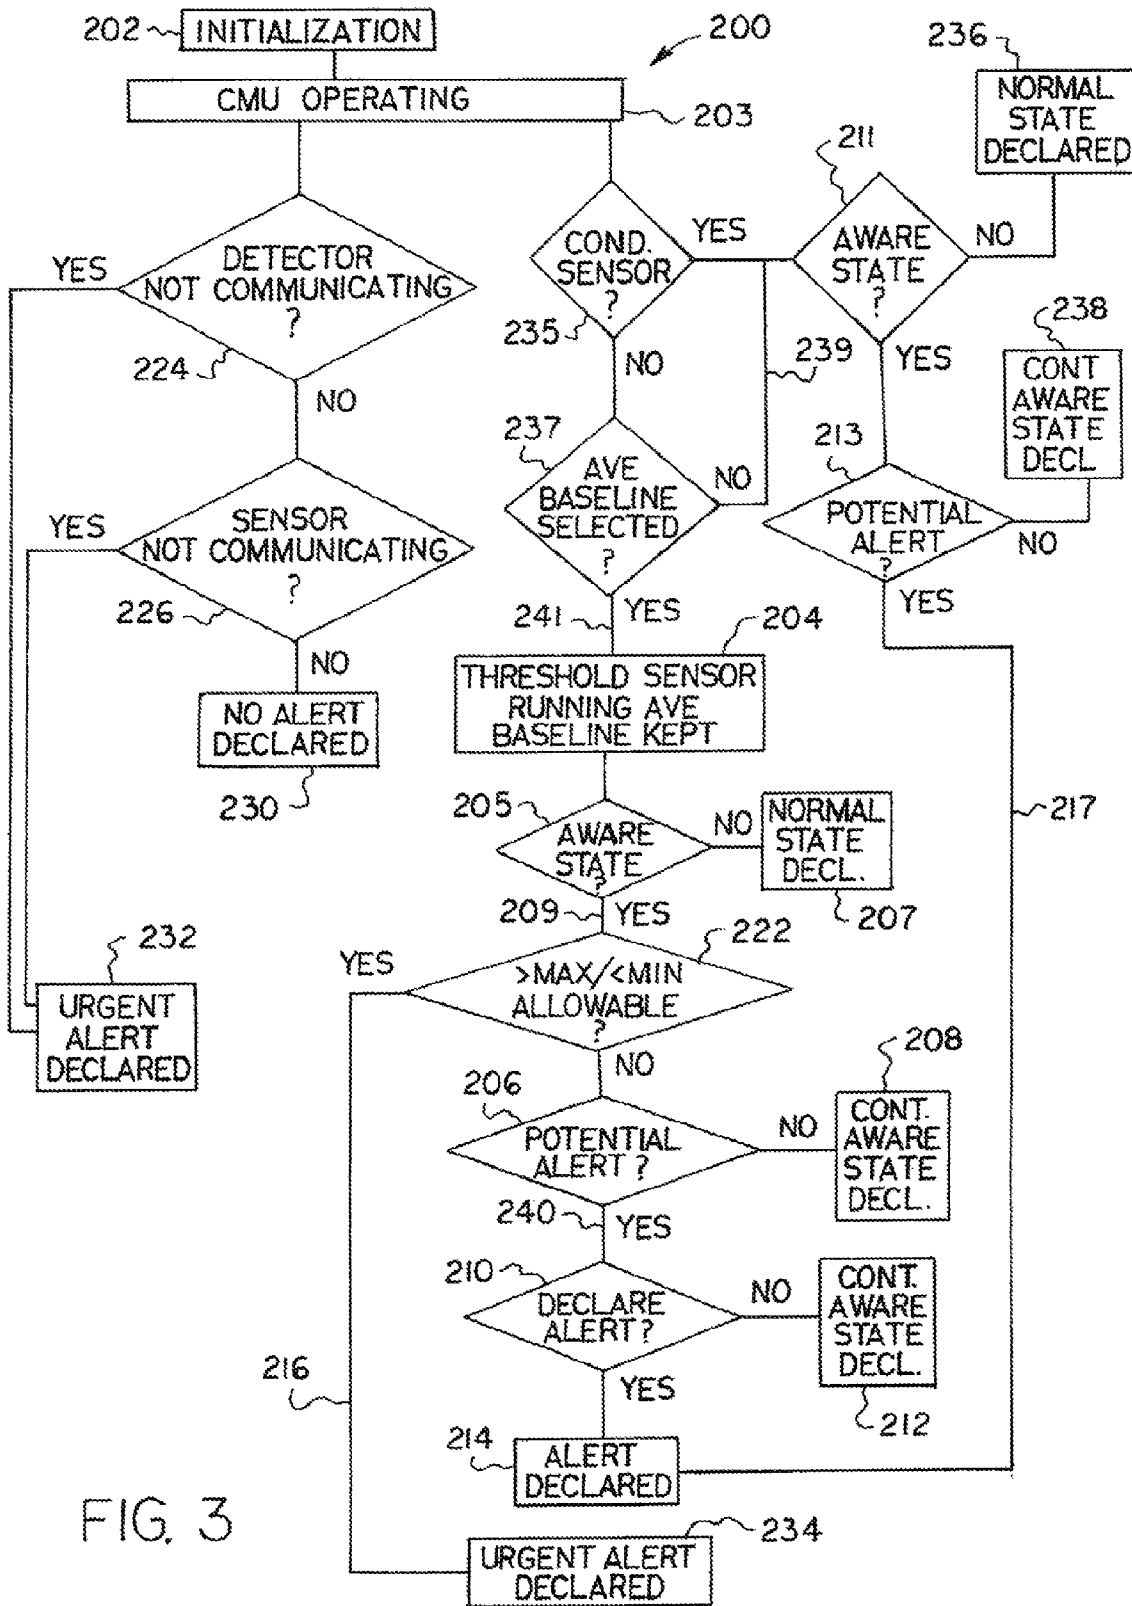 202
INITIALIZATION
200
236
CMU OPERATING
203
NORMAL
STATE
DECLARED
211
YES
DETECTOR
NOT COMMUNICATING
?
224
NO
COND.
SENSOR
?
235
YES
AWARE
STATE
?
NO
NO
239
YES
238
CONT
AWARE
STATE
DECL
237
AVE
BASELINE
SELECTED
?
NO
213
POTENTIAL
ALERT
?
NO
YES
YES
SENSOR
NOT COMMUNICATING
?
226
NO
241
YES
204
THRESHOLD SENSOR
RUNNING AVE
BASELINE KEPT
NO ALERT
DECLARED
230
205
AWARE
STATE
?
NO
NORMAL
STATE
DECL.
207
217
209
YES
232
URGENT
ALERT
DECLARED
YES
222
>MAX/<MIN
ALLOWABLE
?
NO
206
POTENTIAL
ALERT ?
NO
208
CONT.
AWARE
STATE
DECL.
240
YES
210
DECLARE
ALERT?
NO
CONT.
AWARE
STATE
DECL.
212
216
YES
214
ALERT
DECLARED
FIG. 3
234
URGENT ALERT
DECLARED